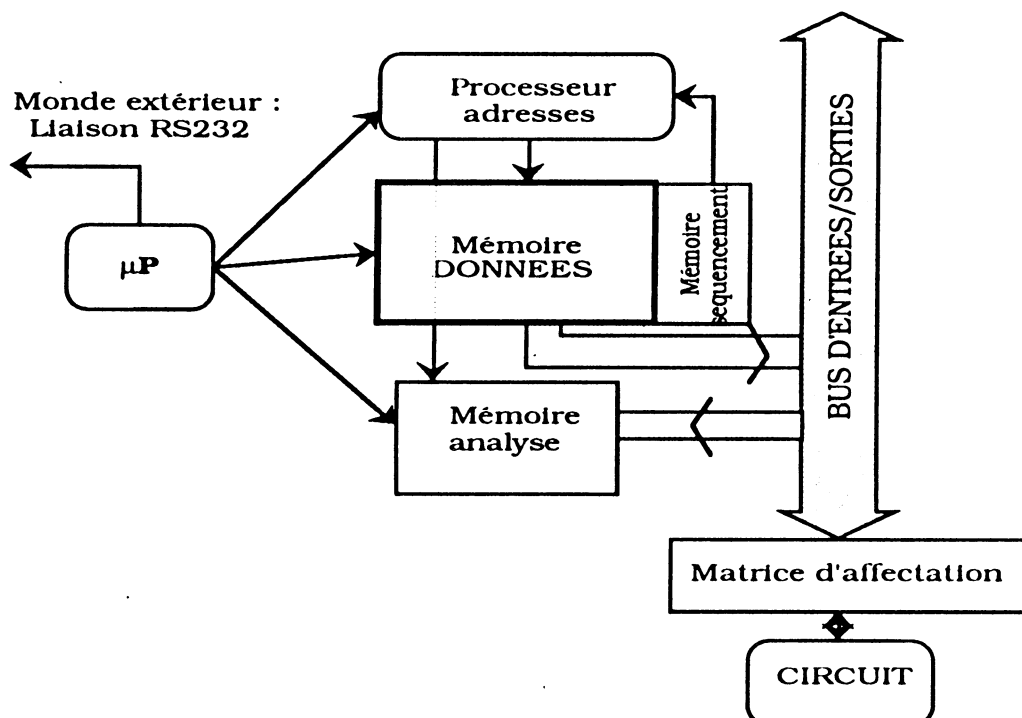 Processeur
adresses
Monde extérieur :
Liaison RS232
µP
Mémoire
DONNEES
Mémoire
sequencement
BUS D'ENTREES/SORTIES
Mémoire
analyse
Matrice d'affectation
CIRCUIT